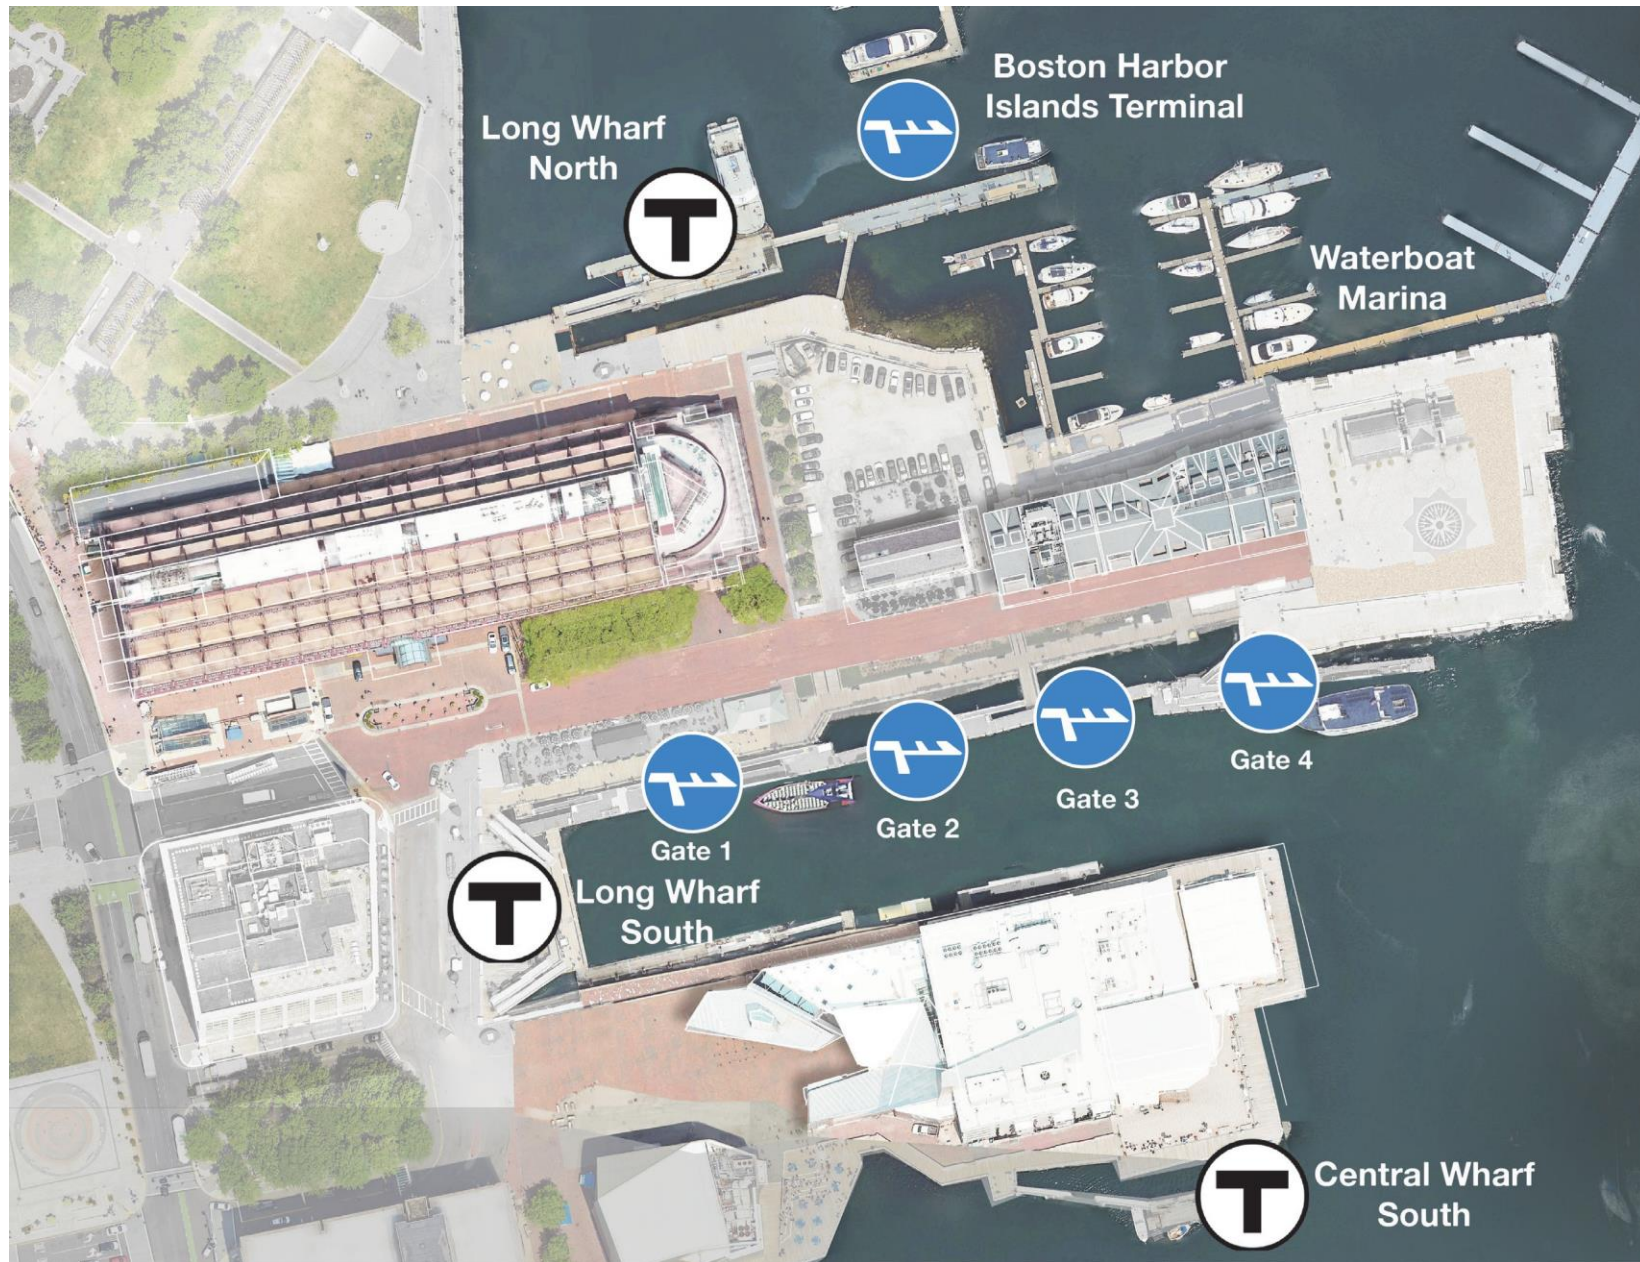 Boston Harbor
Islands Terminal
Long Wharf
North
T
Waterboat
Marina
Gate 4
Gate 3
Gate 2
Gate 1
T
Long Wharf
South
T
Central Wharf
South